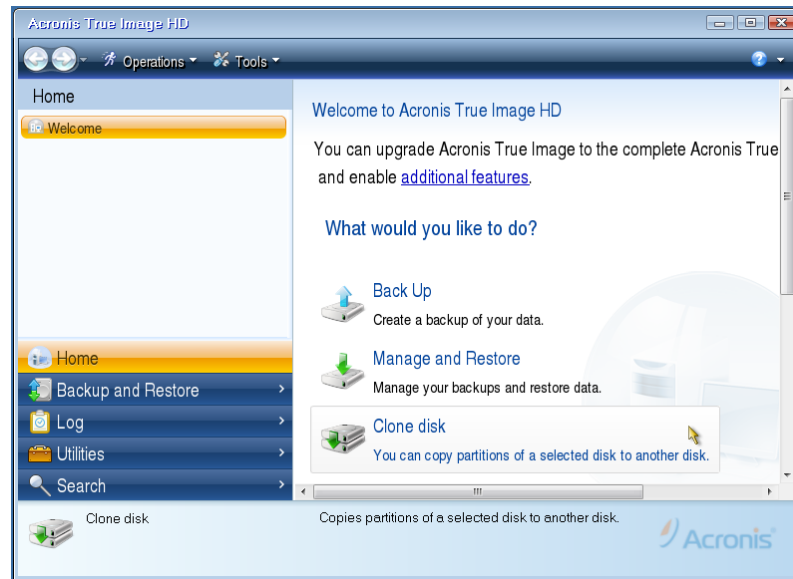 Acronis True Image HD
Operations Tools
Home
Welcome
Home
Backup and Restore
Log
Utilities
Search
Welcome to Acronis True Image HD
You can upgrade Acronis True Image to the complete Acronis True
and enable additional features.
What would you like to do?
Back Up
Create a backup of your data.
Manage and Restore
Manage your backups and restore data.
Clone disk
You can copy partitions of a selected disk to another disk.
Clone disk
Copies partitions of a selected disk to another disk.
Acronis